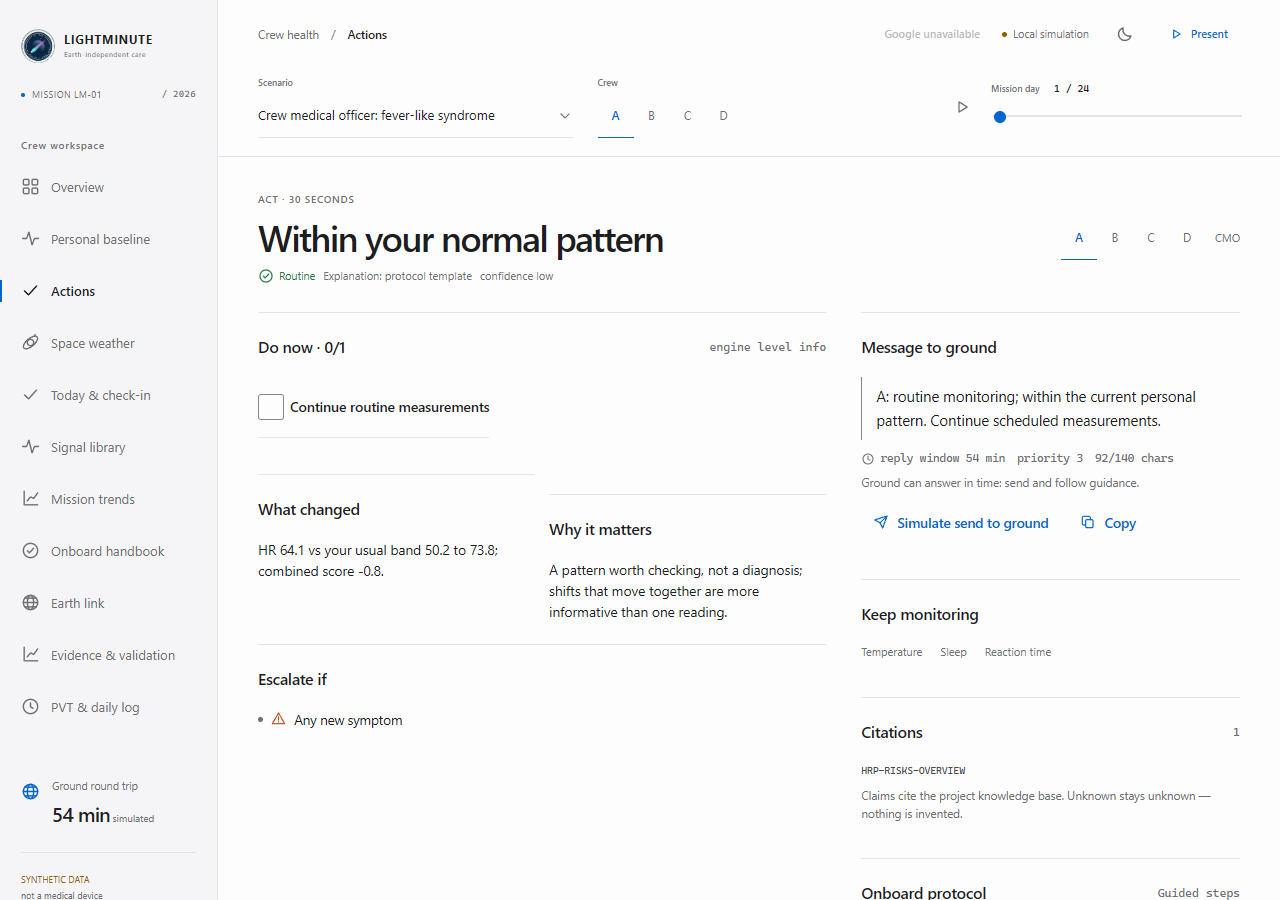 LIGHTMINUTE
Earth-independent care
MISSION LM-01 / 2026
Crew workspace
Overview
Personal baseline
Actions
Space weather
Today & check-in
Signal library
Mission trends
Onboard handbook
Earth link
Evidence & validation
PVT & daily log
Ground round trip
54 min simulated
SYNTHETIC DATA
not a medical device
Crew health / Actions
Google unavailable
Local simulation
Present
Scenario
Crew medical officer: fever-like syndrome
Crew
A B C D
Mission day 1 / 24
ACT · 30 SECONDS
Within your normal pattern
Routine Explanation: protocol template confidence low
A B C D CMO
Do now · 0/1
engine level info
Continue routine measurements
What changed
HR 64.1 vs your usual band 50.2 to 73.8;
combined score -0.8.
Why it matters
A pattern worth checking, not a diagnosis;
shifts that move together are more
informative than one reading.
Escalate if
Any new symptom
Message to ground
A: routine monitoring; within the current personal
pattern. Continue scheduled measurements.
reply window 54 min priority 3 92/140 chars
Ground can answer in time: send and follow guidance.
Simulate send to ground
Copy
Keep monitoring
Temperature Sleep Reaction time
Citations 1
HRP-RISKS-OVERVIEW
Claims cite the project knowledge base. Unknown stays unknown —
nothing is invented.
Onboard protocol Guided steps